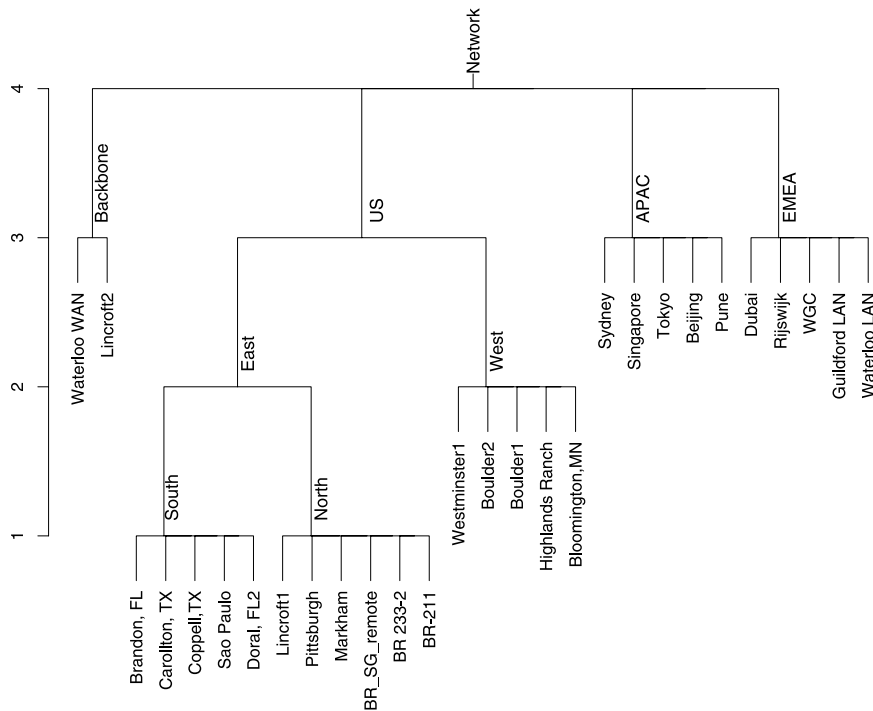 Network
4
3
2
1
Backbone
US
APAC
EMEA
Waterloo WAN
Lincroft2
East
West
Sydney
Singapore
Tokyo
Beijing
Pune
Dubai
Rijswijk
WGC
Guildford LAN
Waterloo LAN
South
North
Westminster1
Boulder2
Boulder1
Highlands Ranch
Bloomington,MN
Brandon, FL
Carollton, TX
Coppell,TX
Sao Paulo
Doral, FL2
Lincroft1
Pittsburgh
Markham
BR_SG_remote
BR 233-2
BR-211